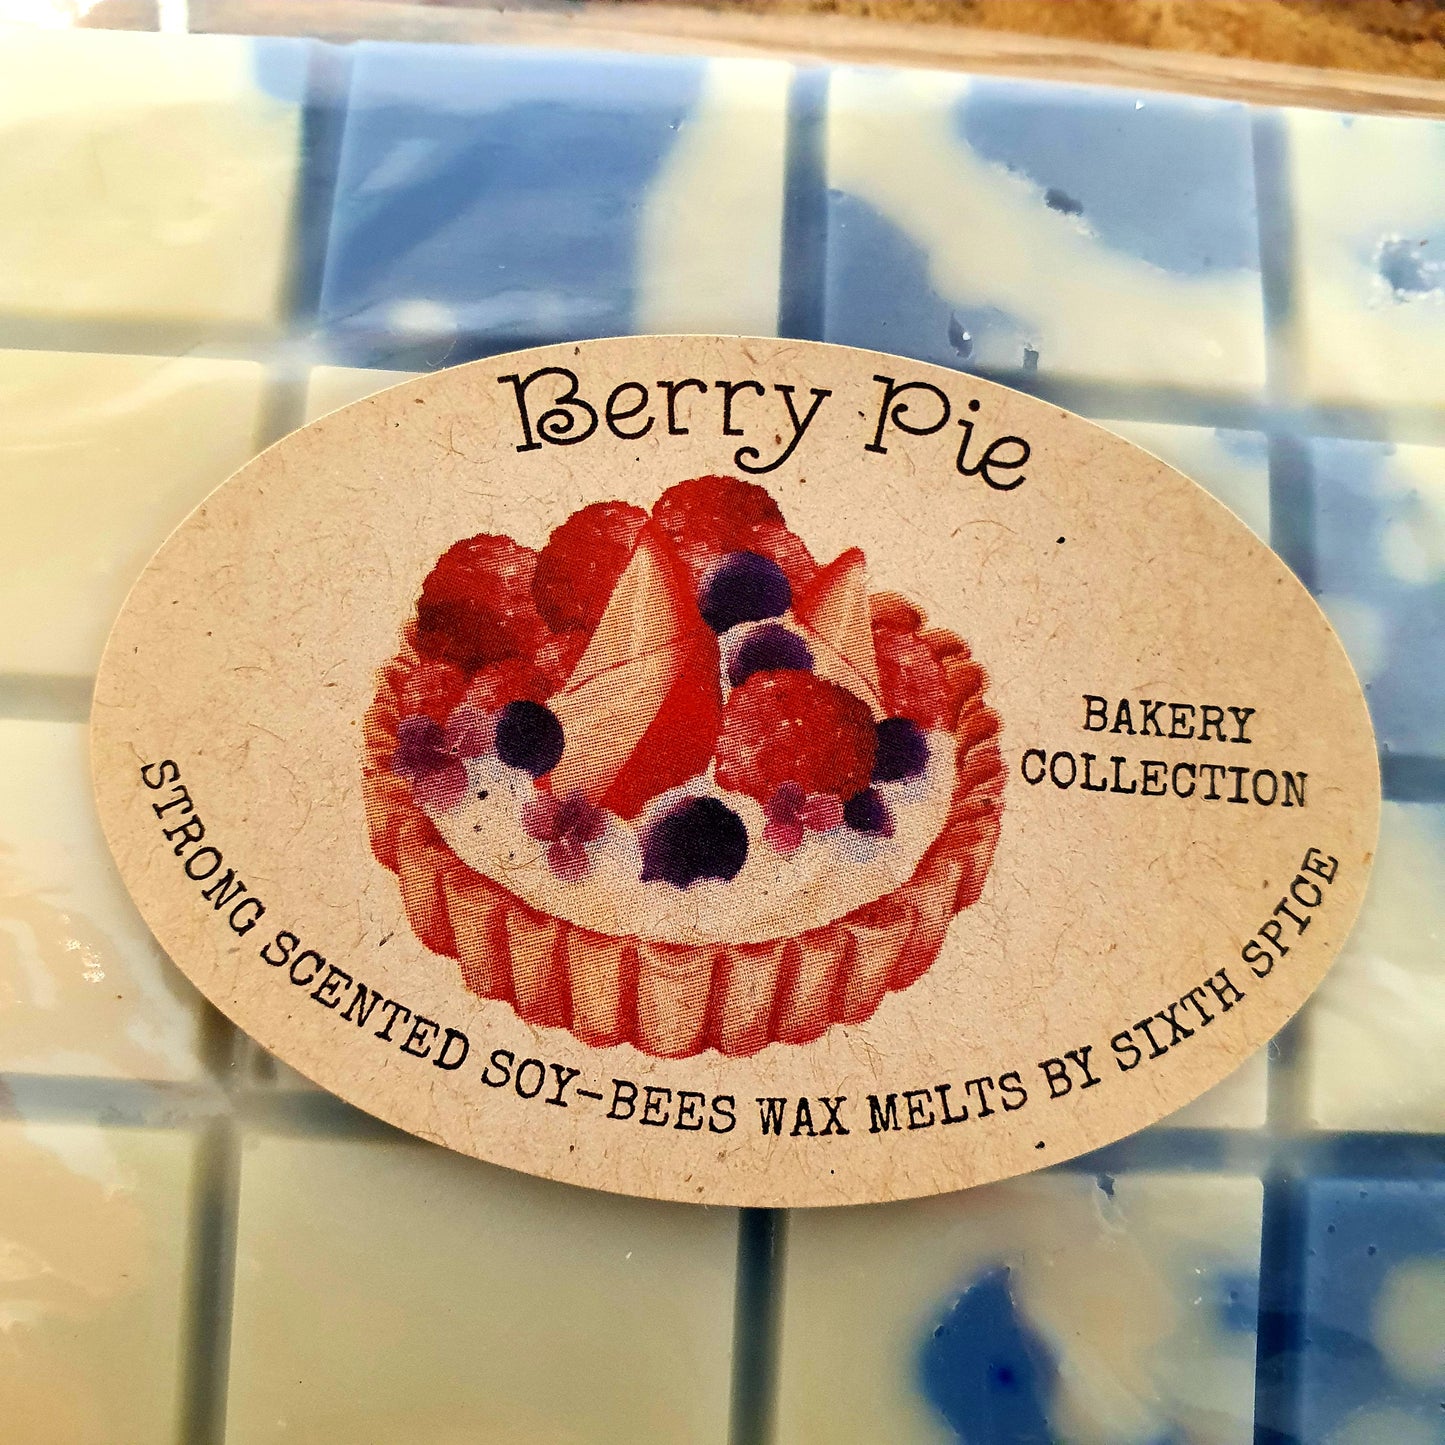 Berry Pie
BAKERY
COLLECTION
STRONG SCENTED SOY-BEES WAX MELTS BY SIXTH SPICE